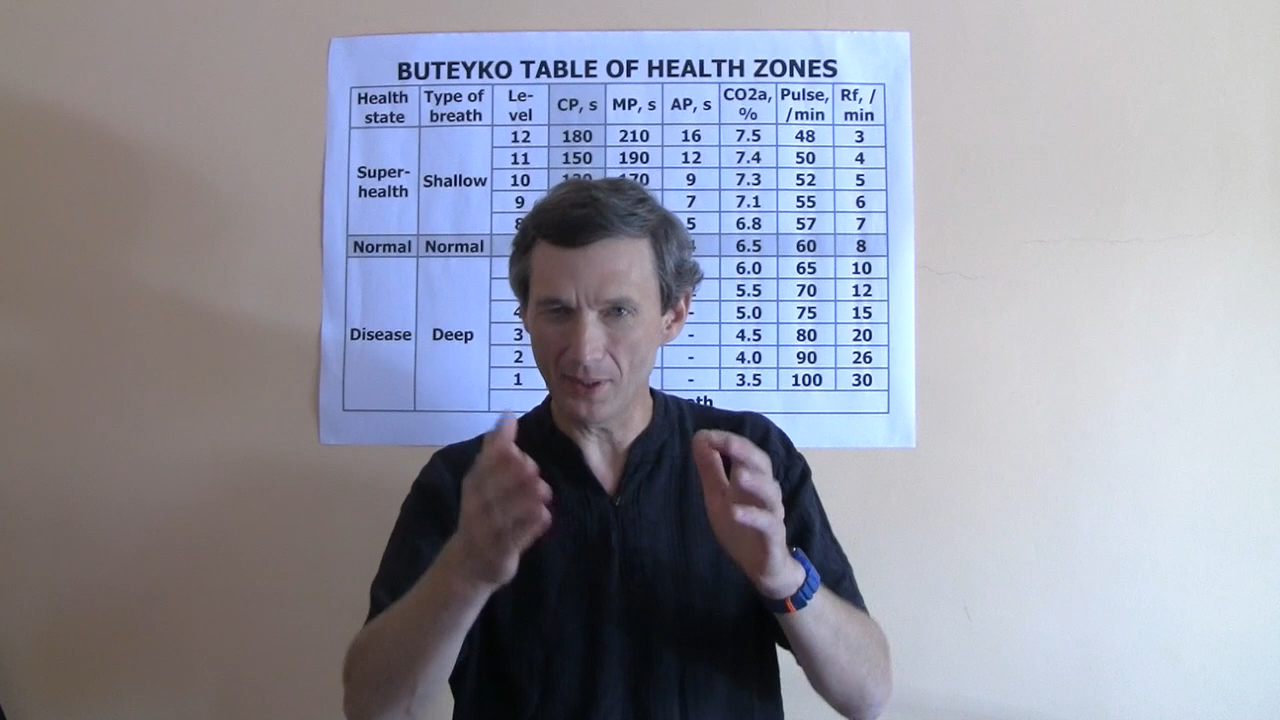 BUTEYKO TABLE OF HEALTH ZONES
Health state Type of breath Le-vel CP, s MP, s AP, s CO2a, % Pulse, /min Rf, / min
Super-health Shallow
12 180 210 16 7.5 48 3
11 150 190 12 7.4 50 4
10 120 170 9 7.3 52 5
9 7 7.1 55 6
8 5 6.8 57 7
Normal Normal 4 6.5 60 8
Disease Deep
6.0 65 10
5.5 70 12
4 - 5.0 75 15
3 - 4.5 80 20
2 - 4.0 90 26
1 - 3.5 100 30